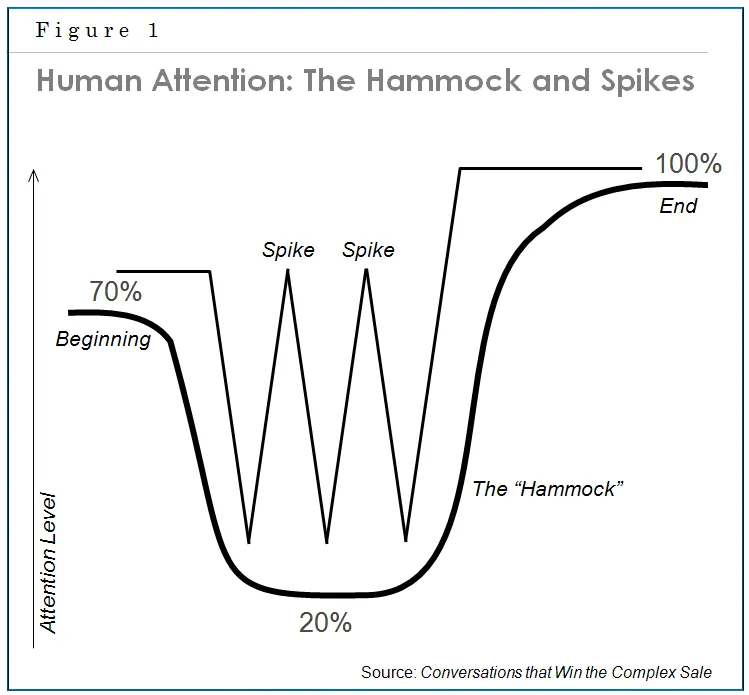 Figure 1
Human Attention: The Hammock and Spikes
100%
End
Spike Spike
70%
Beginning
The “Hammock”
Attention Level
20%
Source: Conversations that Win the Complex Sale